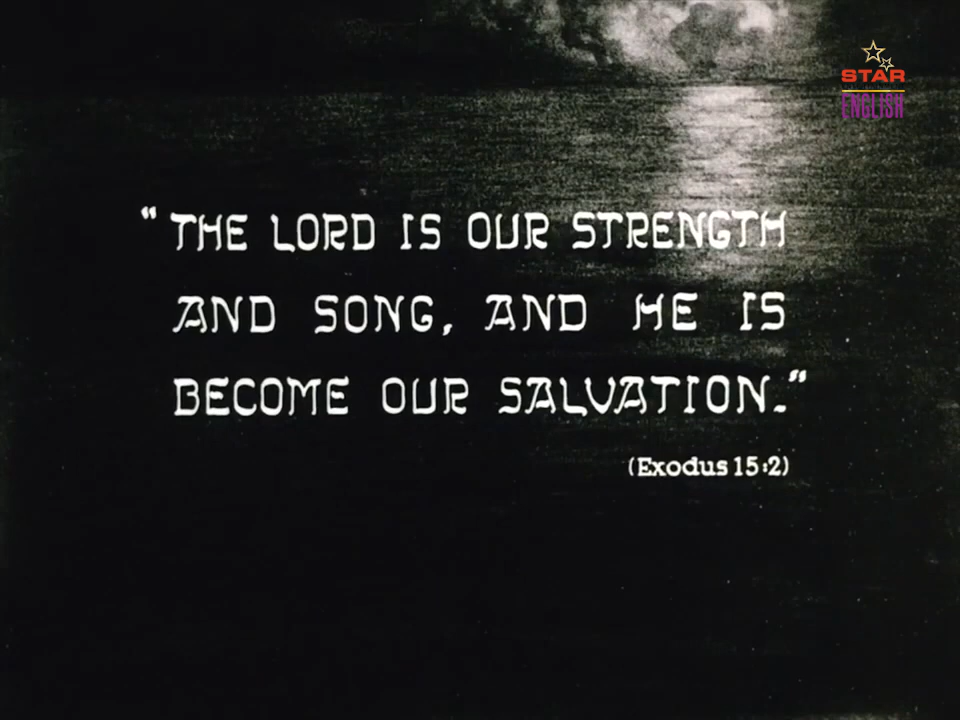 STAR
ENGLISH
"THE LORD IS OUR STRENGTH
AND SONG, AND HE IS
BECOME OUR SALVATION."
(Exodus 15:2)